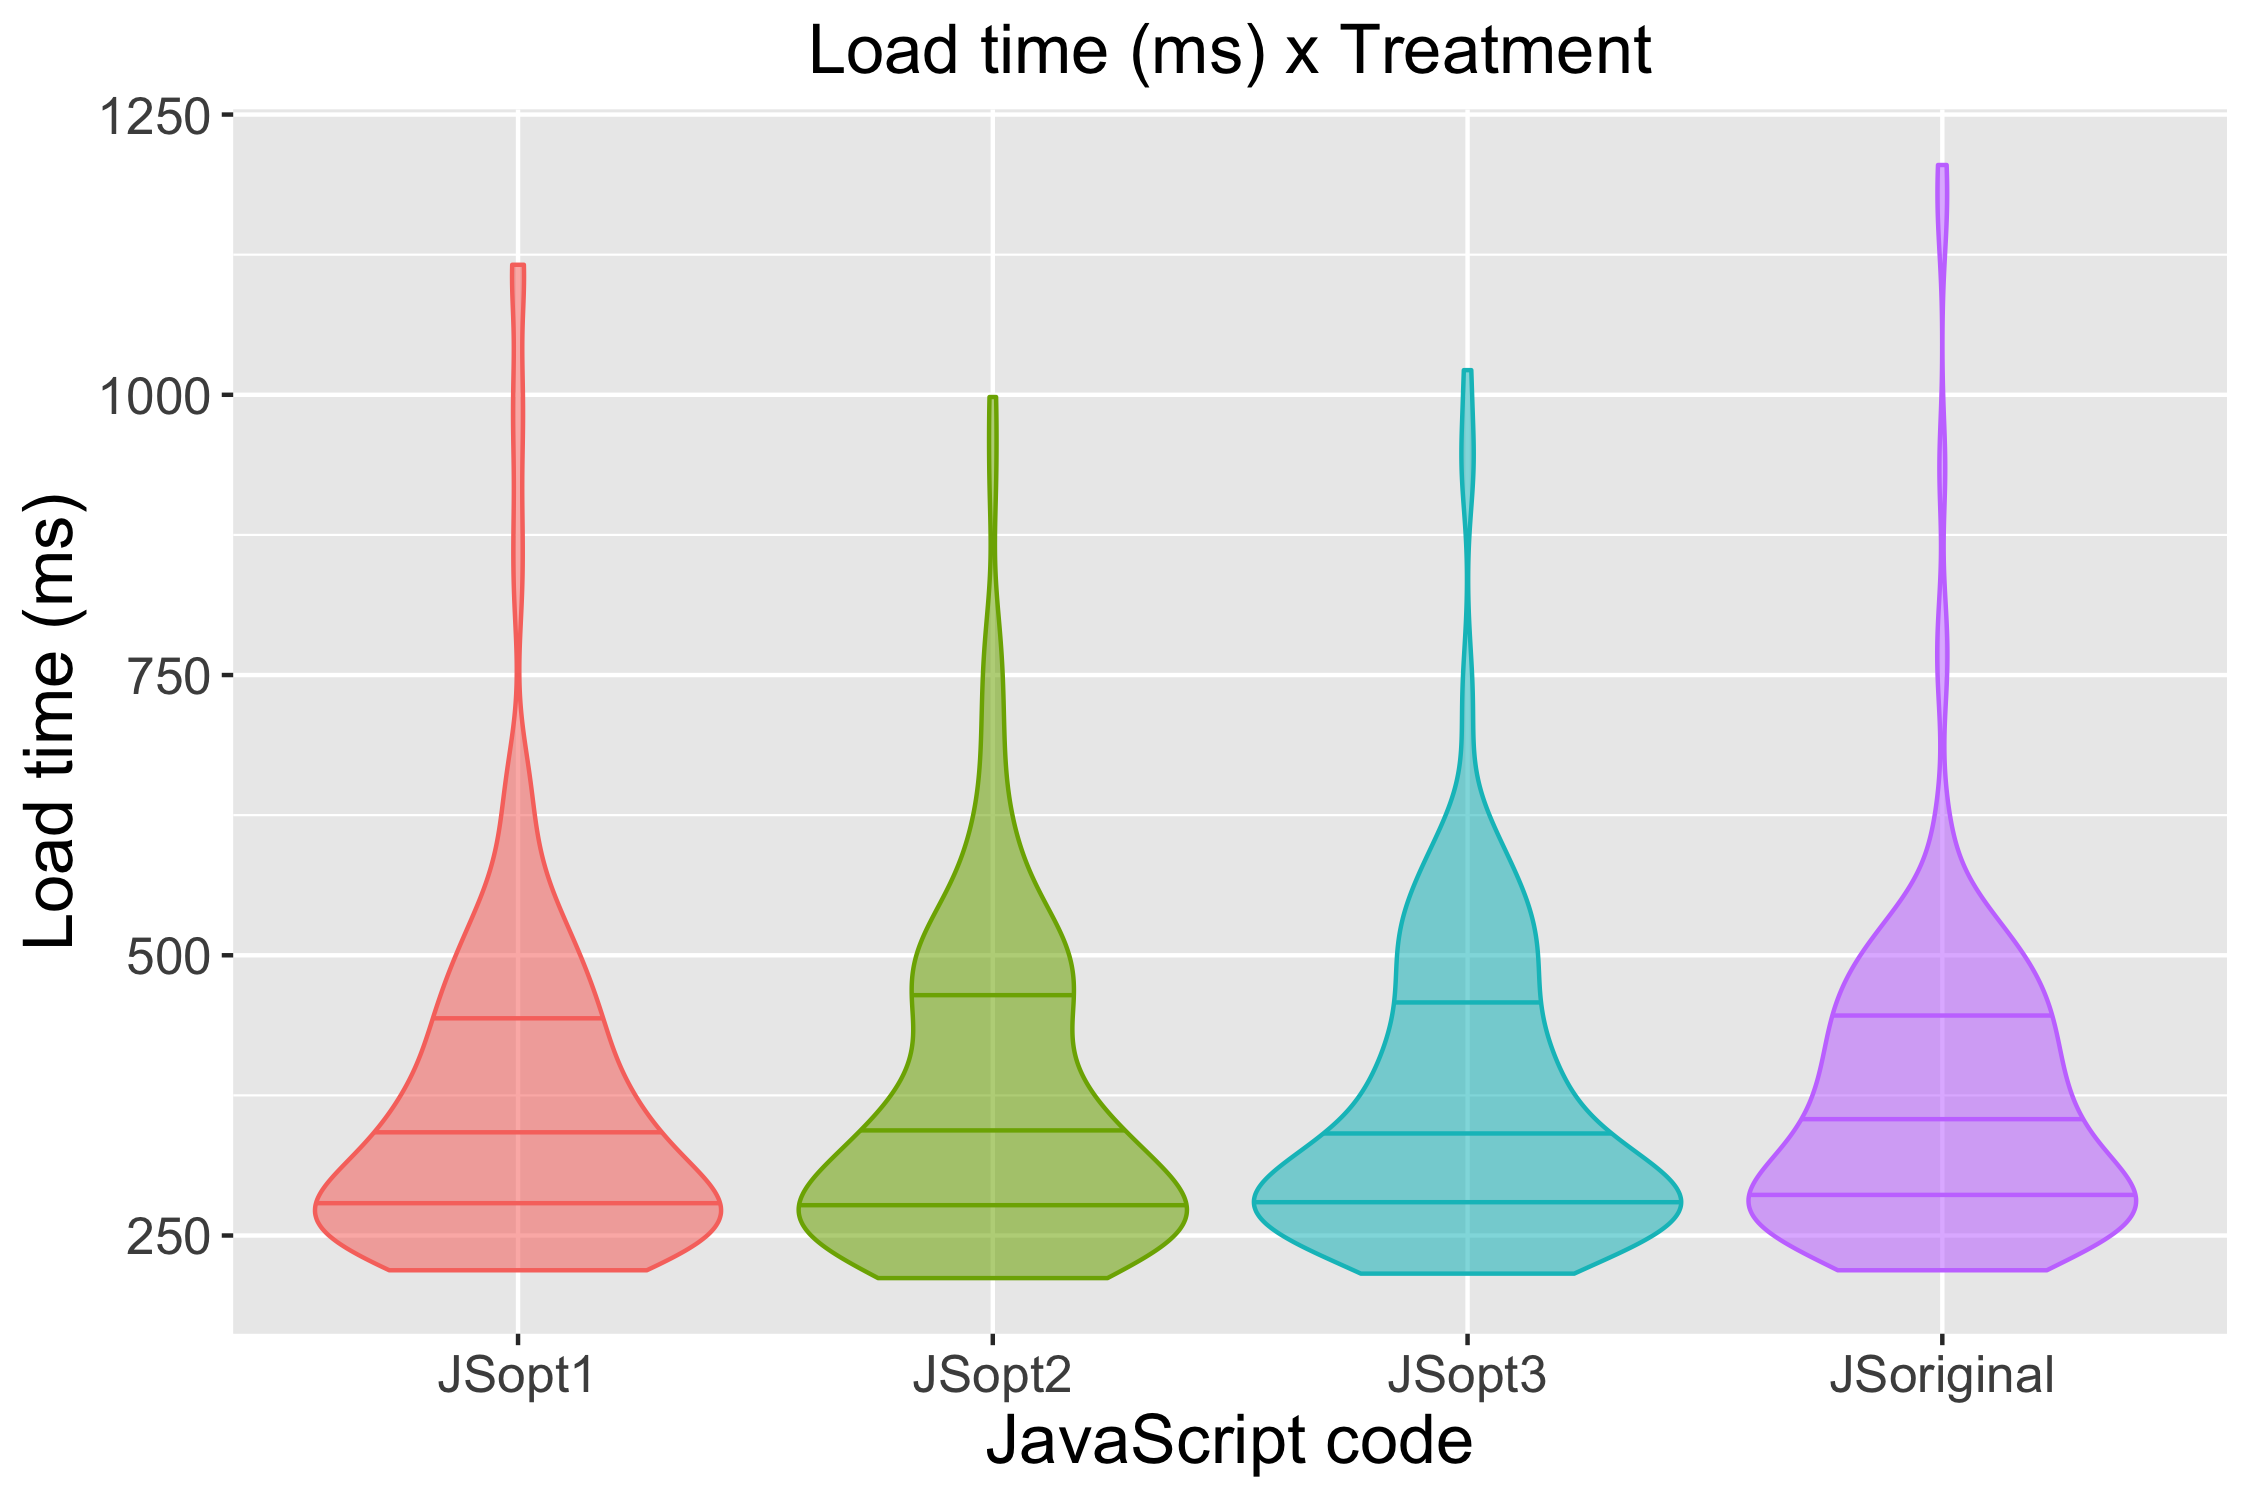 Load time (ms) x Treatment
Load time (ms)
1250
1000
750
500
250
JSopt1 JSopt2 JSopt3 JSoriginal
JavaScript code